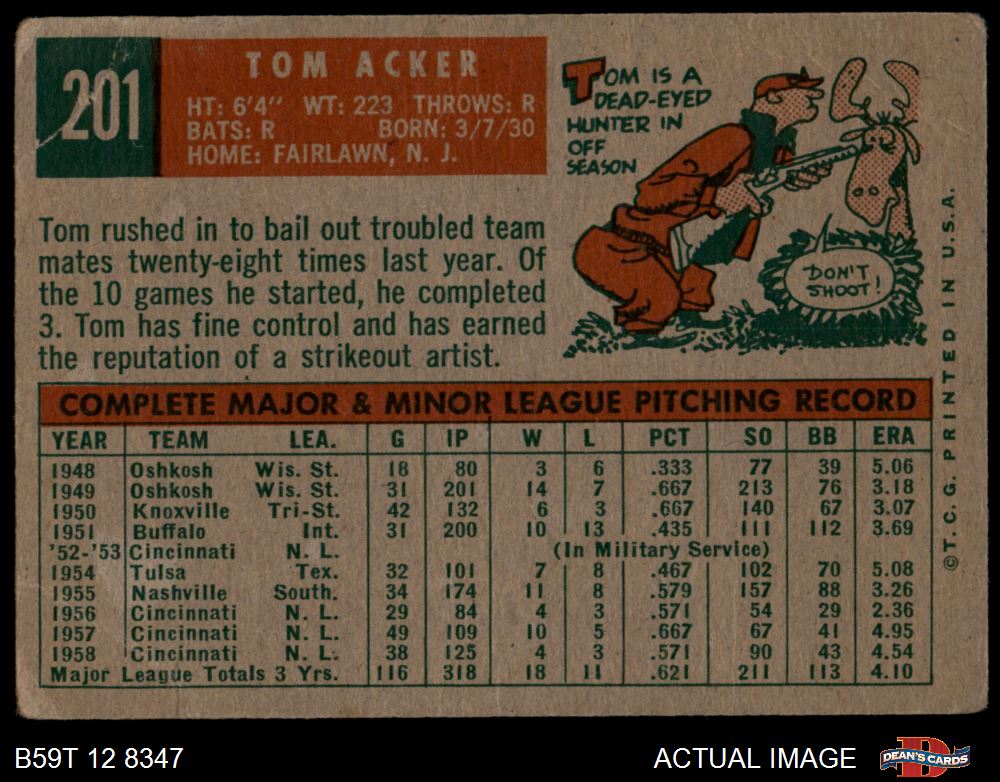 201
TOM ACKER
HT: 6'4" WT: 223 THROWS: R
BATS: R BORN: 3/7/30
HOME: FAIRLAWN, N. J.
TOM IS A
DEAD-EYED
HUNTER IN
OFF
SEASON
DON'T
SHOOT!
Tom rushed in to bail out troubled team
mates twenty-eight times last year. Of
the 10 games he started, he completed
3. Tom has fine control and has earned
the reputation of a strikeout artist.
COMPLETE MAJOR & MINOR LEAGUE PITCHING RECORD
YEAR TEAM LEA. G IP W L PCT SO BB ERA
1948 Oshkosh Wis. St. 18 80 3 6 .333 77 39 5.06
1949 Oshkosh Wis. St. 31 201 14 7 .667 213 76 3.18
1950 Knoxville Tri-St. 42 132 6 3 .667 140 67 3.07
1951 Buffalo Int. 31 200 10 13 .435 111 112 3.69
'52-'53 Cincinnati N. L. (In Military Service)
1954 Tulsa Tex. 32 101 7 8 .467 102 70 5.08
1955 Nashville South. 34 174 11 8 .579 157 88 3.26
1956 Cincinnati N. L. 29 84 4 3 .571 54 29 2.36
1957 Cincinnati N. L. 49 109 10 5 .667 67 41 4.95
1958 Cincinnati N. L. 38 125 4 3 .571 90 43 4.54
Major League Totals 3 Yrs. 116 318 18 11 .621 211 113 4.10
©T.C.G. PRINTED IN U.S.A.
B59T 12 8347
ACTUAL IMAGE
DEAN'S CARDS